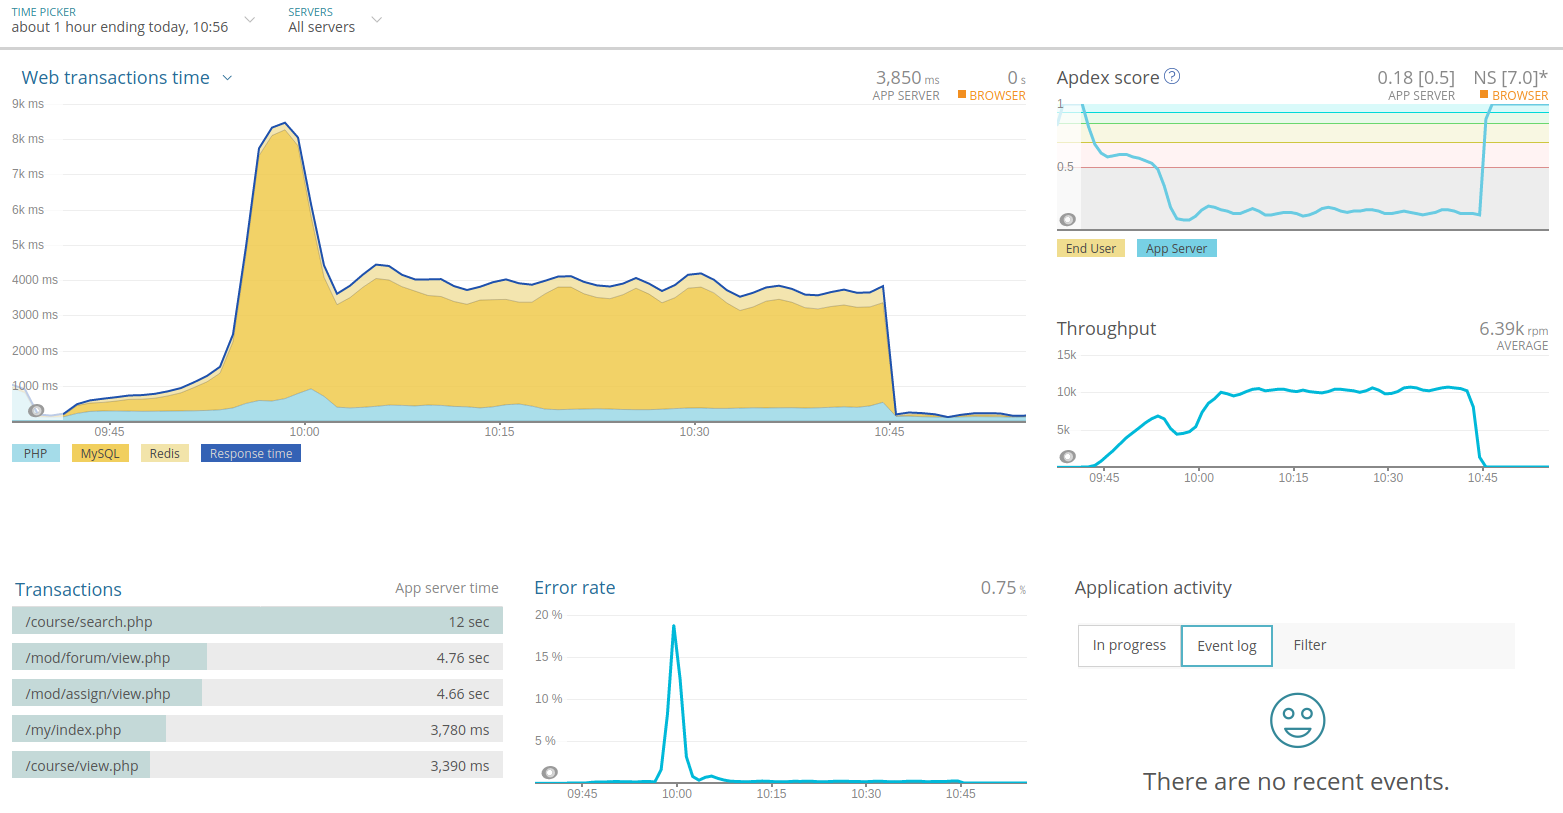 TIME PICKER
about 1 hour ending today, 10:56
SERVERS
All servers
Web transactions time
3,850 ms
APP SERVER
0 s
BROWSER
9k ms
8k ms
7k ms
6k ms
5k ms
4000 ms
3000 ms
2000 ms
1000 ms
09:45 10:00 10:15 10:30 10:45
PHP MySQL Redis Response time
Apdex score ?
0.18 [0.5]
APP SERVER
NS [7.0]*
BROWSER
1
0.5
End User App Server
Throughput
6.39k rpm
AVERAGE
15k
10k
5k
09:45 10:00 10:15 10:30 10:45
Transactions App server time
/course/search.php 12 sec
/mod/forum/view.php 4.76 sec
/mod/assign/view.php 4.66 sec
/my/index.php 3,780 ms
/course/view.php 3,390 ms
Error rate 0.75 %
20 %
15 %
10 %
5 %
09:45 10:00 10:15 10:30 10:45
Application activity
In progress Event log Filter
There are no recent events.